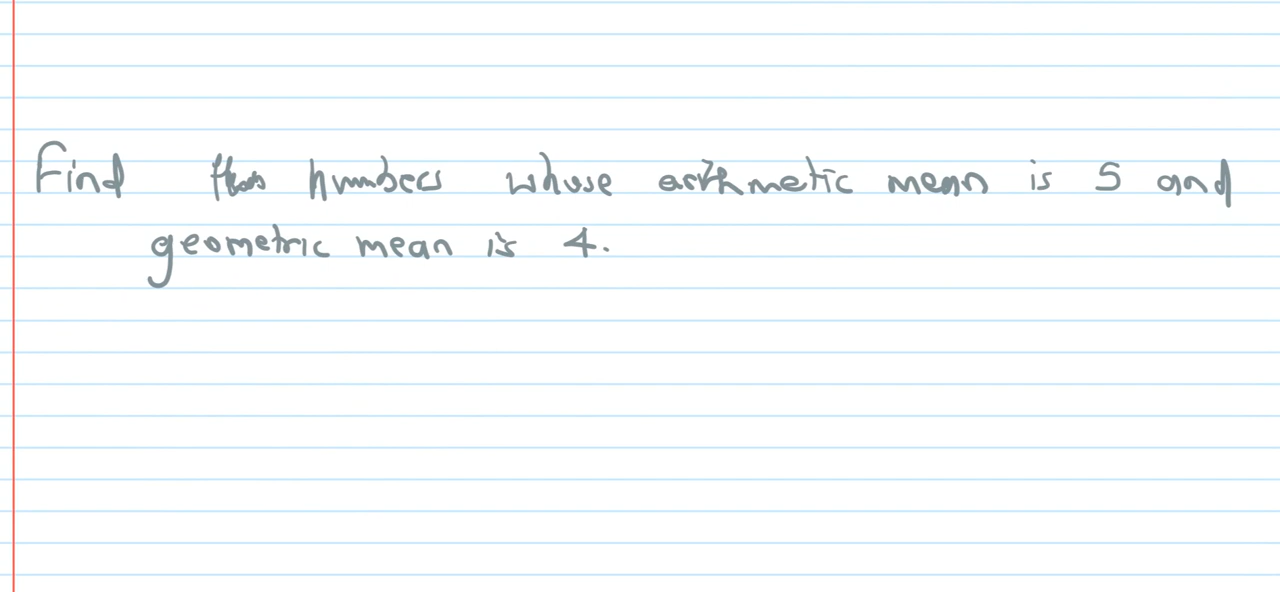 Find numbers whose arithmetic mean is 5 and
geometric mean is 4.